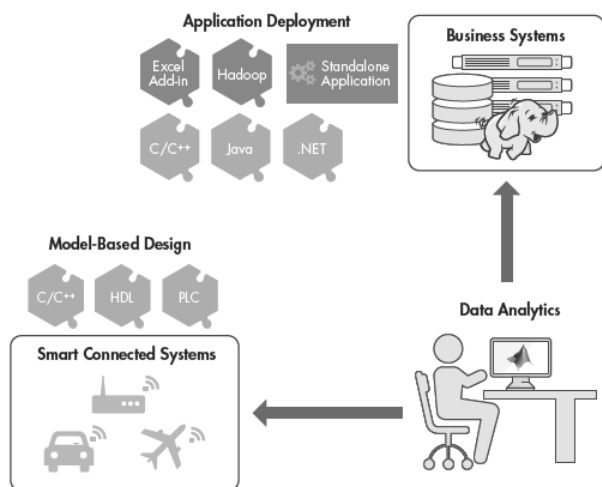 Application Deployment
Business Systems
Excel
Add-in
Hadoop
Standalone
Application
C/C++
Java
.NET
Model-Based Design
C/C++
HDL
PLC
Data Analytics
Smart Connected Systems